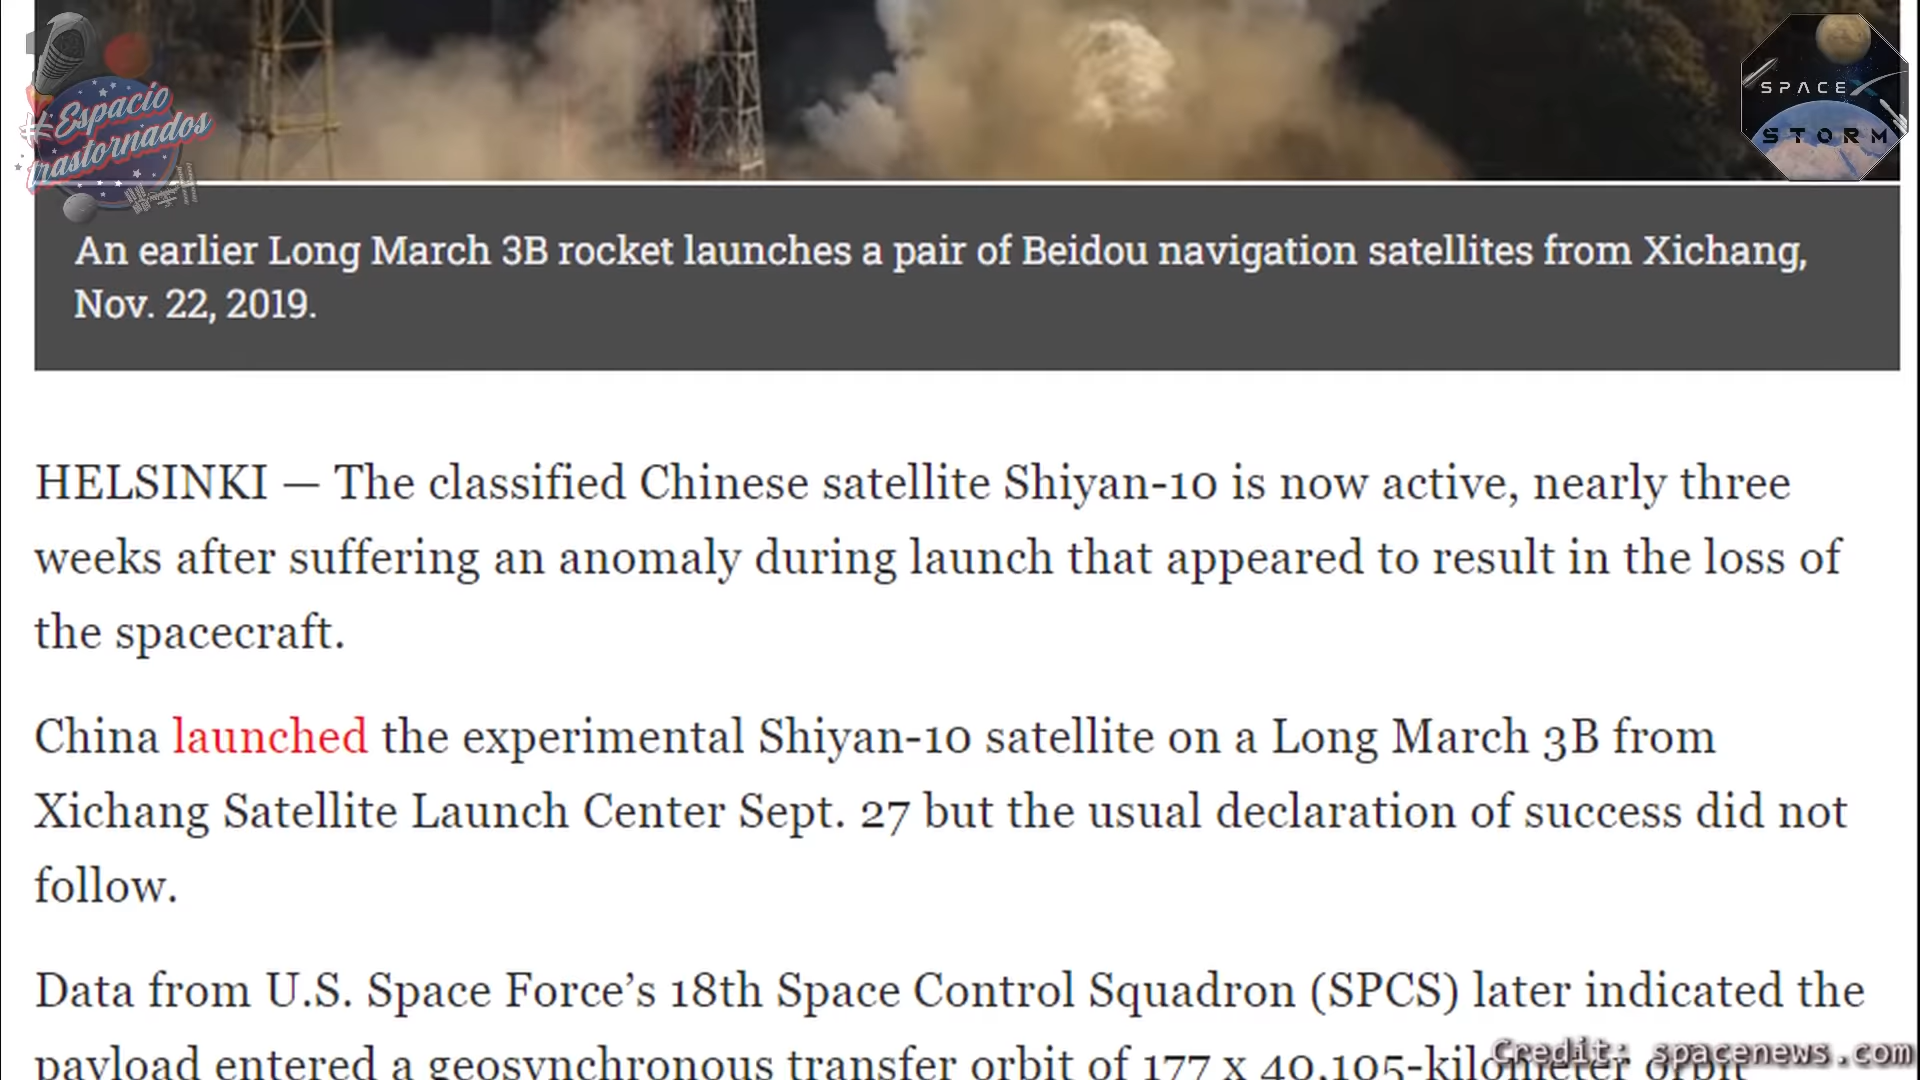 #Espacio
trastornados
SPACEX
STORM
An earlier Long March 3B rocket launches a pair of Beidou navigation satellites from Xichang,
Nov. 22, 2019.
HELSINKI — The classified Chinese satellite Shiyan-10 is now active, nearly three
weeks after suffering an anomaly during launch that appeared to result in the loss of
the spacecraft.
China launched the experimental Shiyan-10 satellite on a Long March 3B from
Xichang Satellite Launch Center Sept. 27 but the usual declaration of success did not
follow.
Data from U.S. Space Force’s 18th Space Control Squadron (SPCS) later indicated the
payload entered a geosynchronous transfer orbit of 177 x 40,105-kilometer orbit
Credit: spacenews.com